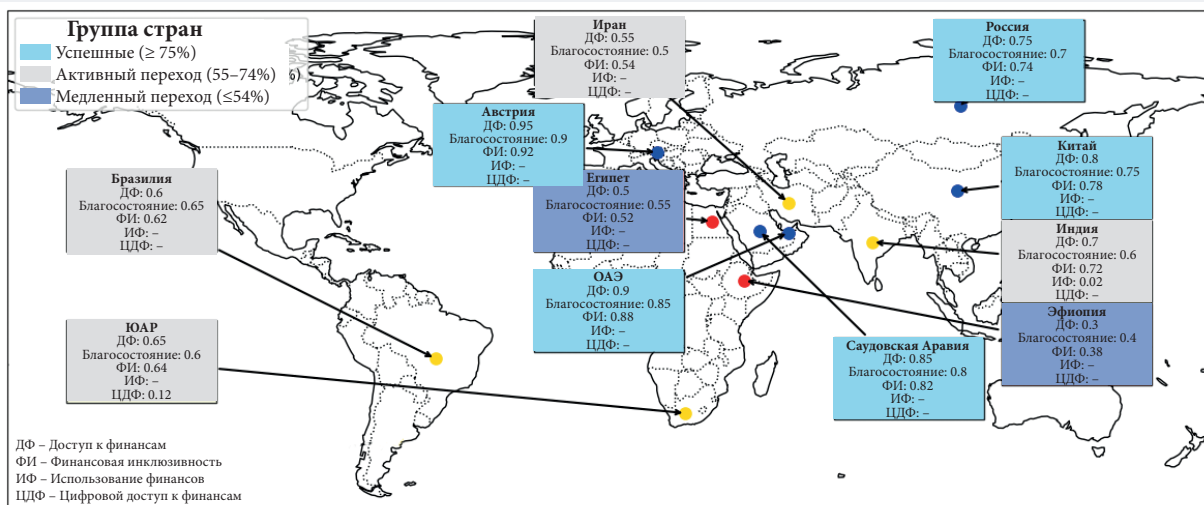 Группа стран
Успешные (≥ 75%)
Активный переход (55–74%)
Медленный переход (≤54%)
Иран
ДФ: 0.55
Благосостояние: 0.5
ФИ: 0.54
ИФ: –
ЦДФ: –
Россия
ДФ: 0.75
Благосостояние: 0.7
ФИ: 0.74
ИФ: –
ЦДФ: –
Австрия
ДФ: 0.95
Благосостояние: 0.9
ФИ: 0.92
ИФ: –
ЦДФ: –
Китай
ДФ: 0.8
Благосостояние: 0.75
ФИ: 0.78
ИФ: –
ЦДФ: –
Бразилия
ДФ: 0.6
Благосостояние: 0.65
ФИ: 0.62
ИФ: –
ЦДФ: –
Египет
ДФ: 0.5
Благосостояние: 0.55
ФИ: 0.52
ИФ: –
ЦДФ: –
Индия
ДФ: 0.7
Благосостояние: 0.6
ФИ: 0.72
ИФ: 0.02
ЦДФ: –
ОАЭ
ДФ: 0.9
Благосостояние: 0.85
ФИ: 0.88
ИФ: –
ЦДФ: –
Эфиопия
ДФ: 0.3
Благосостояние: 0.4
ФИ: 0.38
ИФ: –
ЦДФ: –
ЮАР
ДФ: 0.65
Благосостояние: 0.6
ФИ: 0.64
ИФ: –
ЦДФ: 0.12
Саудовская Аравия
ДФ: 0.85
Благосостояние: 0.8
ФИ: 0.82
ИФ: –
ЦДФ: –
ДФ – Доступ к финансам
ФИ – Финансовая инклюзивность
ИФ – Использование финансов
ЦДФ – Цифровой доступ к финансам